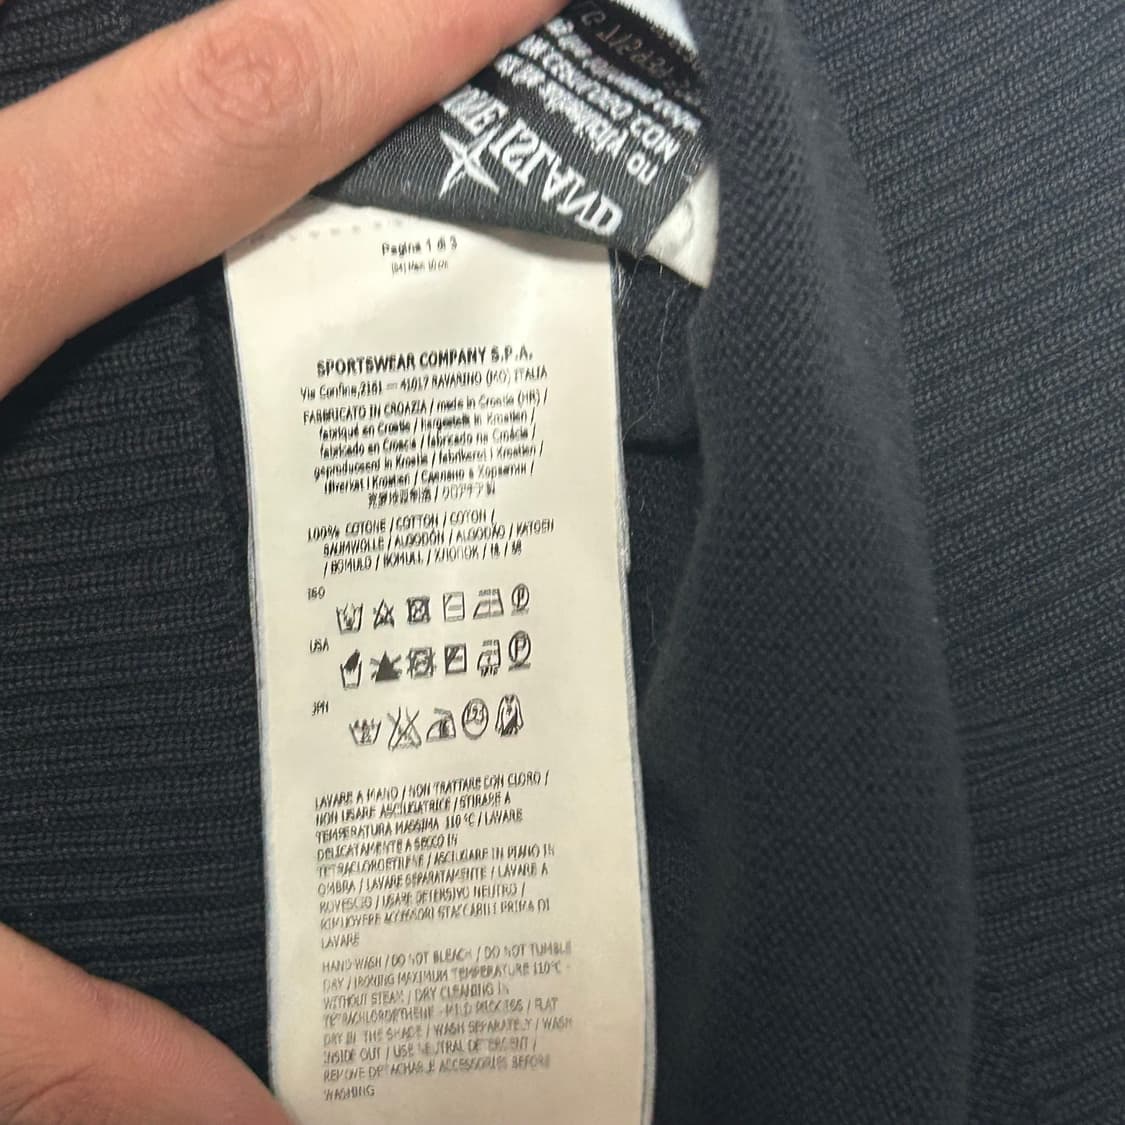 STONE ISLAND
Pagina 1 di 3
SPORTSWEAR COMPANY S.P.A.
Via Confine,2161 — 41017 RAVARINO (MO) ITALIA
FABBRICATO IN CROAZIA / made in Croatia (HR) /
fabriqué en Croatie / hergestellt in Kroatien /
fabricado en Croacia / fabricado na Croácia /
geproduceerd in Kroatië / fabrikeret i Kroatien /
tillverkat i Kroatien / Сделано в Хорватии /
100% COTONE / COTTON / COTON /
BAUMWOLLE / ALGODÓN / ALGODÃO / KATOEN
/ BOMULD / BOMULL / ХЛОПОК / 棉 / 綿
ISO
USA
JPN
LAVARE A MANO / NON TRATTARE CON CLORO /
NON USARE ASCIUGATRICE / STIRARE A
TEMPERATURA MASSIMA 110°C / LAVARE
DELICATAMENTE A SECCO IN
TETRACLOROETILENE / ASCIUGARE IN PIANO IN
OMBRA / LAVARE SEPARATAMENTE / LAVARE A
ROVESCIO / USARE DETERSIVO NEUTRO /
RIMUOVERE ACCESSORI STACCABILI PRIMA DI
LAVARE
HAND WASH / DO NOT BLEACH / DO NOT TUMBLE
DRY / IRONING MAXIMUM TEMPERATURE 110°C -
WITHOUT STEAM / DRY CLEANING IN
TETRACHLOROETHENE - MILD PROCESS / FLAT
DRY IN THE SHADE / WASH SEPARATELY / WASH
INSIDE OUT / USE NEUTRAL DETERGENT /
REMOVE DETACHABLE ACCESSORIES BEFORE
WASHING